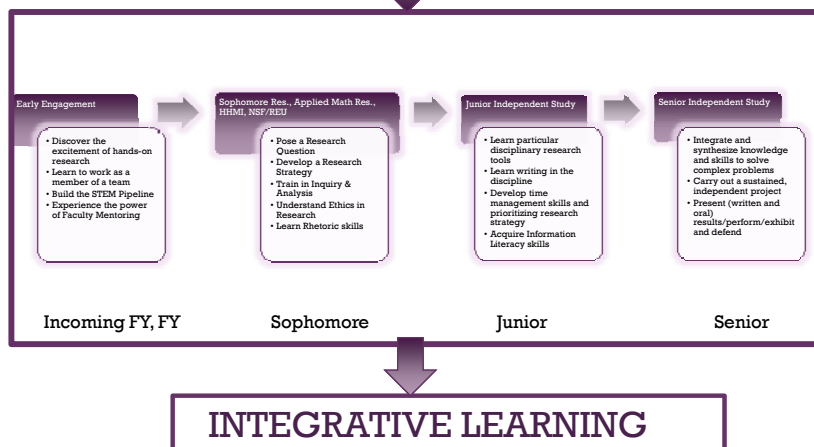 Early Engagement
• Discover the
excitement of hands-on
research
• Learn to work as a
member of a team
• Build the STEM Pipeline
• Experience the power
of Faculty Mentoring
Incoming FY, FY
Sophomore Res., Applied Math Res.,
HHMI, NSF/REU
• Pose a Research
Question
• Develop a Research
Strategy
• Train in Inquiry &
Analysis
• Understand Ethics in
Research
• Learn Rhetoric skills
Sophomore
Junior Independent Study
• Learn particular
disciplinary research
tools
• Learn writing in the
discipline
• Develop time
management skills and
prioritizing research
strategy
• Acquire Information
Literacy skills
Junior
Senior Independent Study
• Integrate and
synthesize knowledge
and skills to solve
complex problems
• Carry out a sustained,
independent project
• Present (written and
oral)
results/perform/exhibit
and defend
Senior
INTEGRATIVE LEARNING